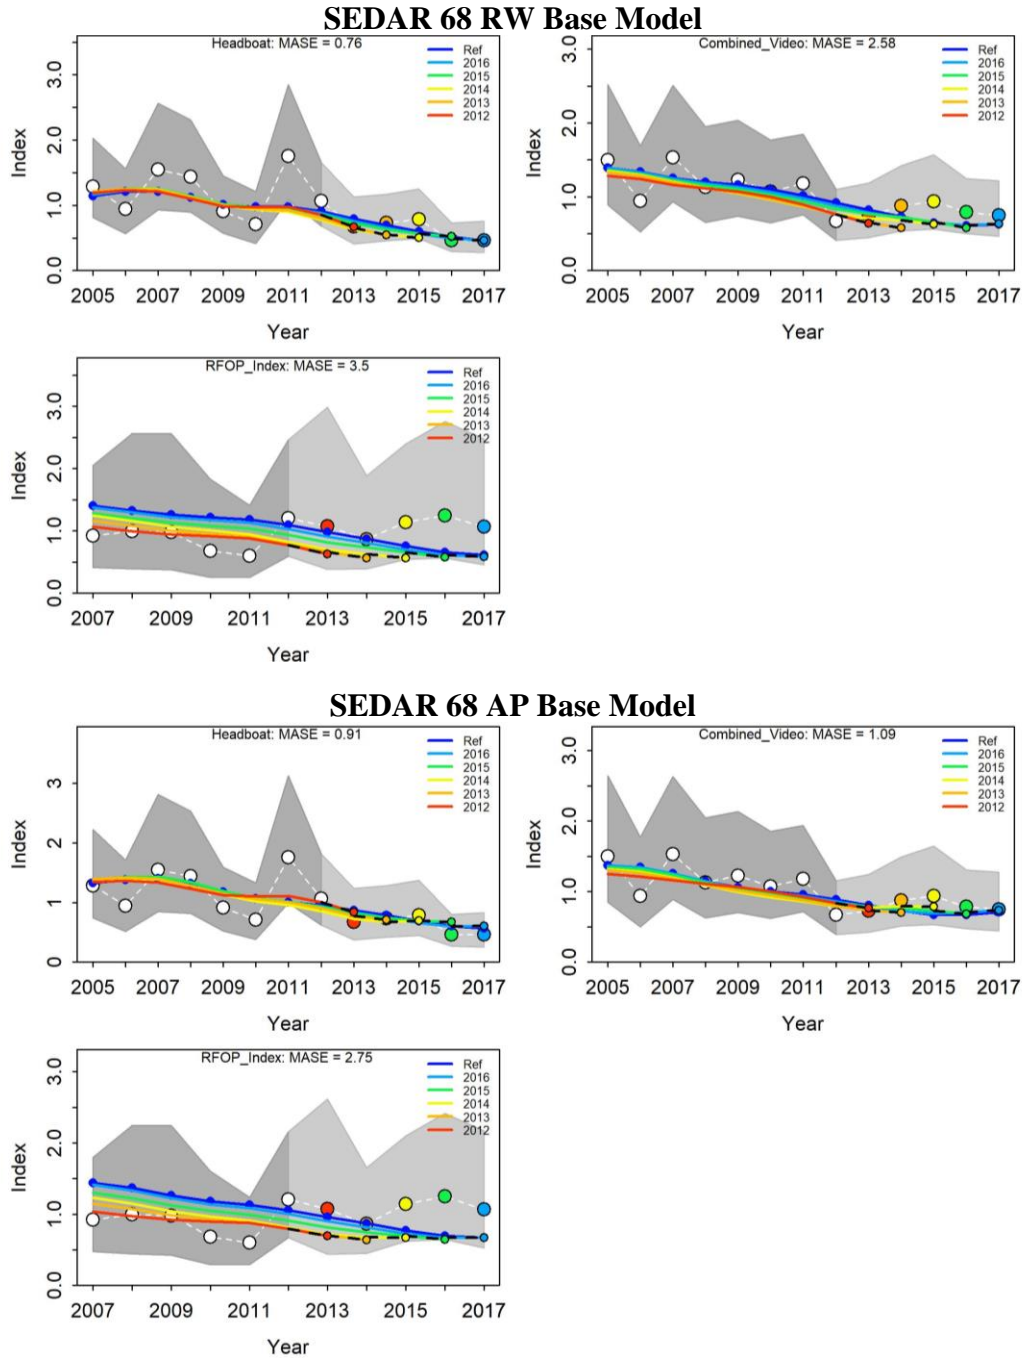 SEDAR 68 RW Base Model
Headboat: MASE = 0.76
Ref
2016
2015
2014
2013
2012
Index
0.0 1.0 2.0 3.0
2005 2007 2009 2011 2013 2015 2017
Year
Combined_Video: MASE = 2.58
Ref
2016
2015
2014
2013
2012
Index
0.0 1.0 2.0 3.0
2005 2007 2009 2011 2013 2015 2017
Year
RFOP_Index: MASE = 3.5
Ref
2016
2015
2014
2013
2012
Index
0.0 1.0 2.0 3.0
2007 2009 2011 2013 2015 2017
Year
SEDAR 68 AP Base Model
Headboat: MASE = 0.91
Ref
2016
2015
2014
2013
2012
Index
0 1 2 3
2005 2007 2009 2011 2013 2015 2017
Year
Combined_Video: MASE = 1.09
Ref
2016
2015
2014
2013
2012
Index
0.0 1.0 2.0 3.0
2005 2007 2009 2011 2013 2015 2017
Year
RFOP_Index: MASE = 2.75
Ref
2016
2015
2014
2013
2012
Index
0.0 1.0 2.0 3.0
2007 2009 2011 2013 2015 2017
Year